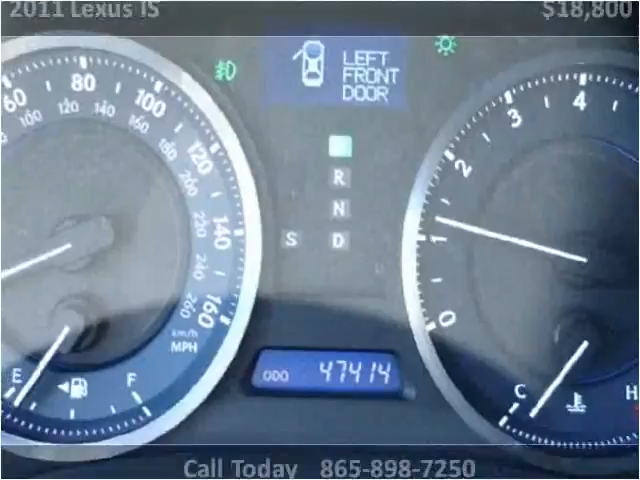 2011 Lexus IS $18,800
LEFT
FRONT
DOOR
60 80 100 120 140 160
100 120 140 160 180 200 220 240 260
km/h
MPH
E F
R
N
S D
ODO 47414
0 1 2 3 4
C H
Call Today 865-898-7250